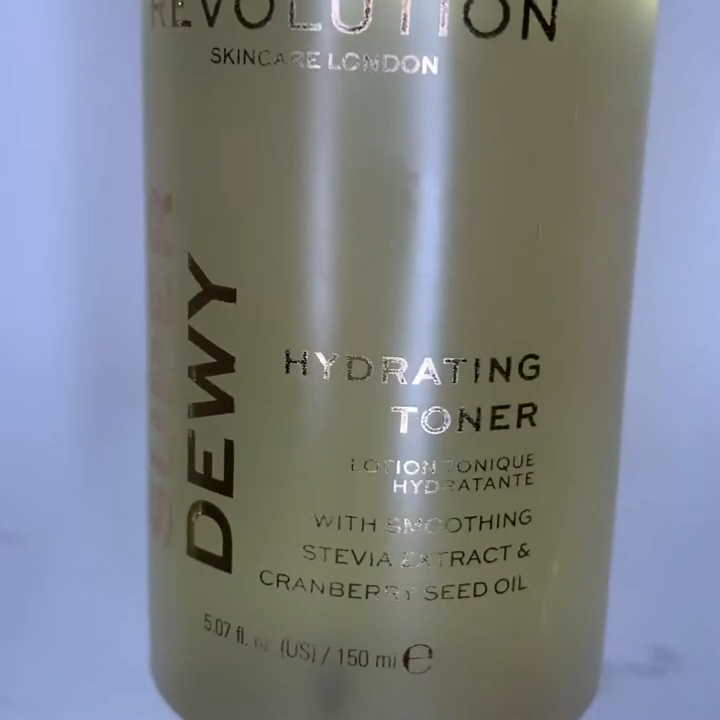 REVOLUTION
SKINCARE LONDON
SUPER
DEWY
HYDRATING
TONER
LOTION TONIQUE
HYDRATANTE
WITH SMOOTHING
STEVIA EXTRACT &
CRANBERRY SEED OIL
5.07 fl. oz (US) / 150 ml ℮